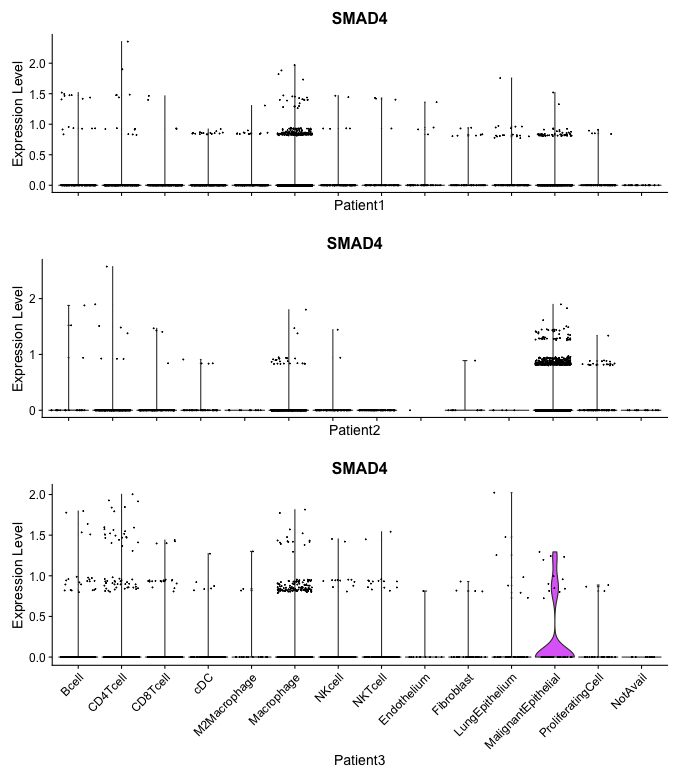 SMAD4
Expression Level
2.0
1.5
1.0
0.5
0.0
Patient1
SMAD4
Expression Level
2
1
0
Patient2
SMAD4
Expression Level
2.0
1.5
1.0
0.5
0.0
Bcell
CD4Tcell
CD8Tcell
cDC
M2Macrophage
Macrophage
NKcell
NKTcell
Endothelium
Fibroblast
LungEpithelium
MalignantEpithelial
ProliferatingCell
NotAvail
Patient3